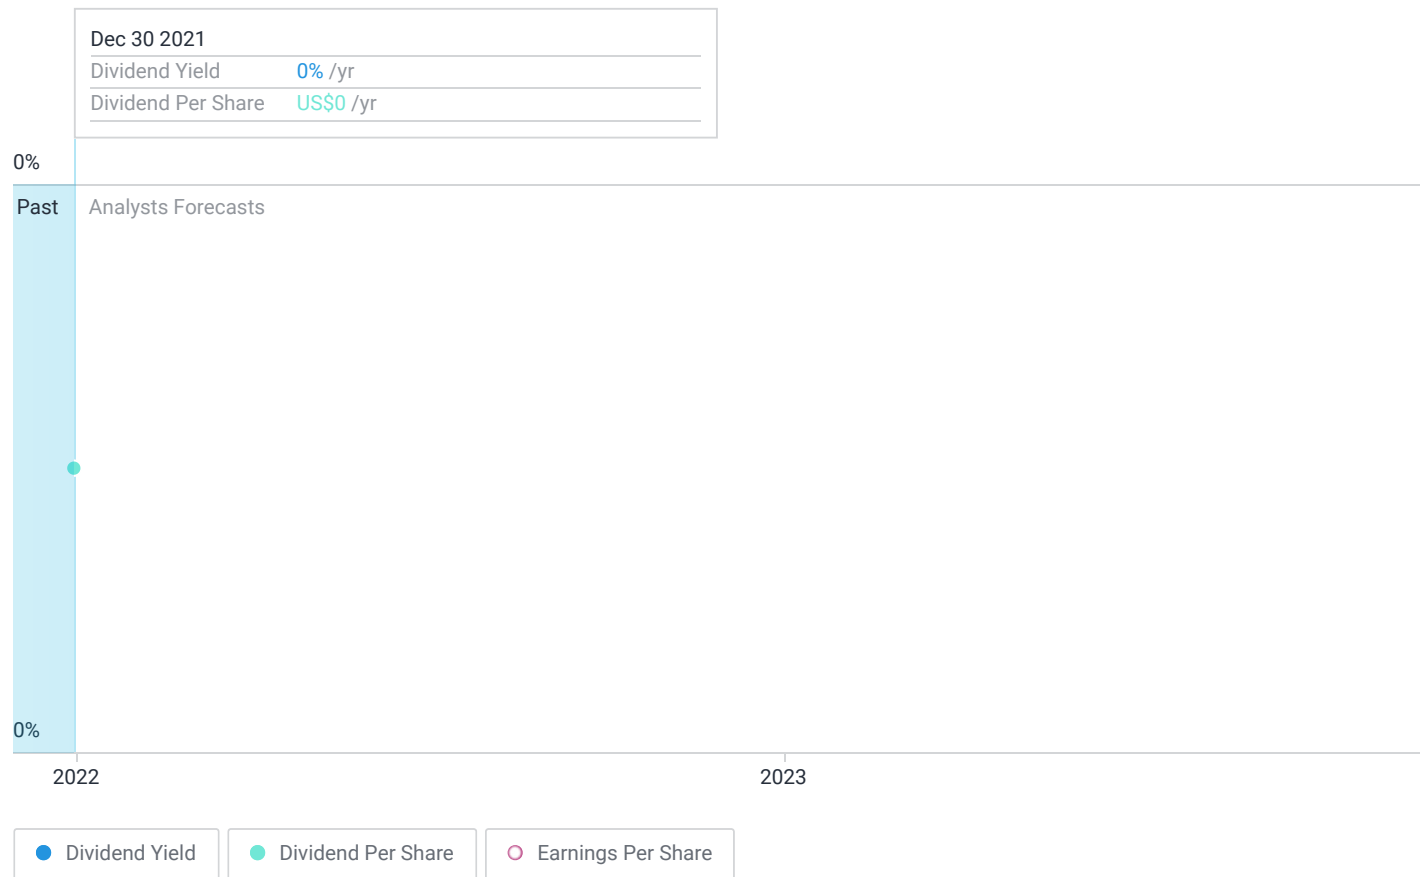 Dec 30 2021
Dividend Yield 0% /yr
Dividend Per Share US$0 /yr
0%
Past Analysts Forecasts
0%
2022 2023
Dividend Yield Dividend Per Share Earnings Per Share